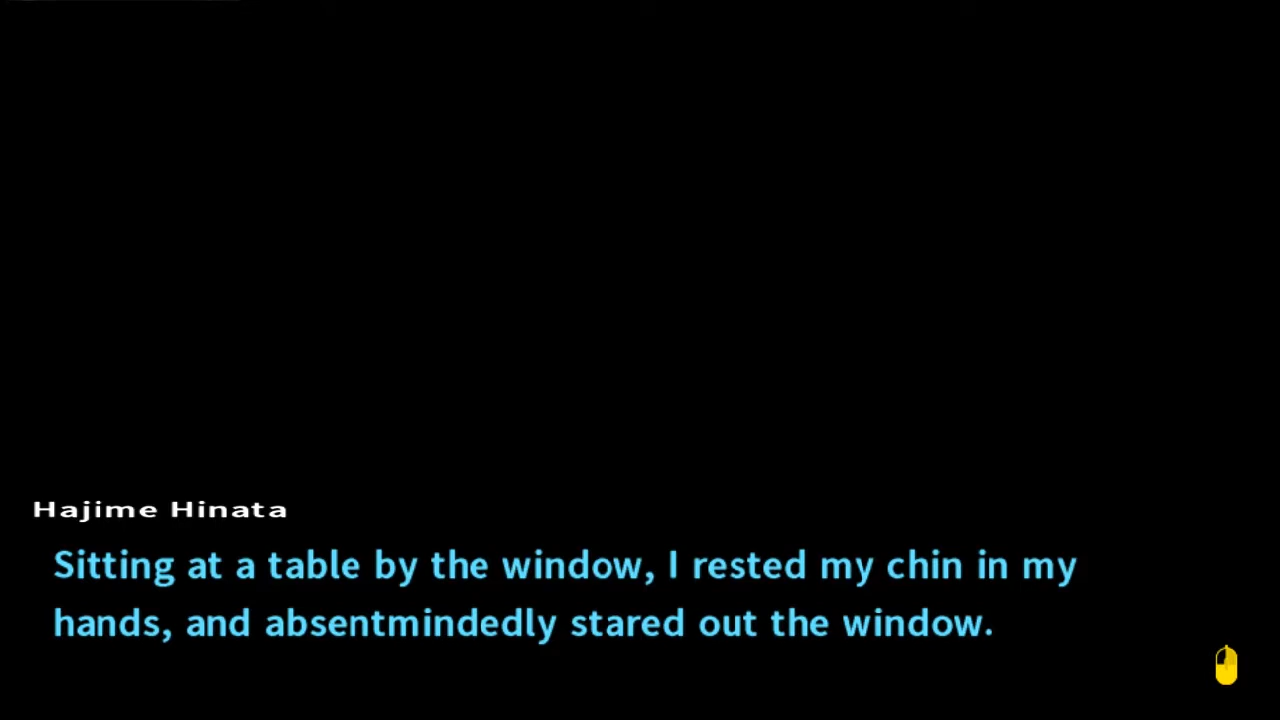 Hajime Hinata
Sitting at a table by the window, I rested my chin in my
hands, and absentmindedly stared out the window.